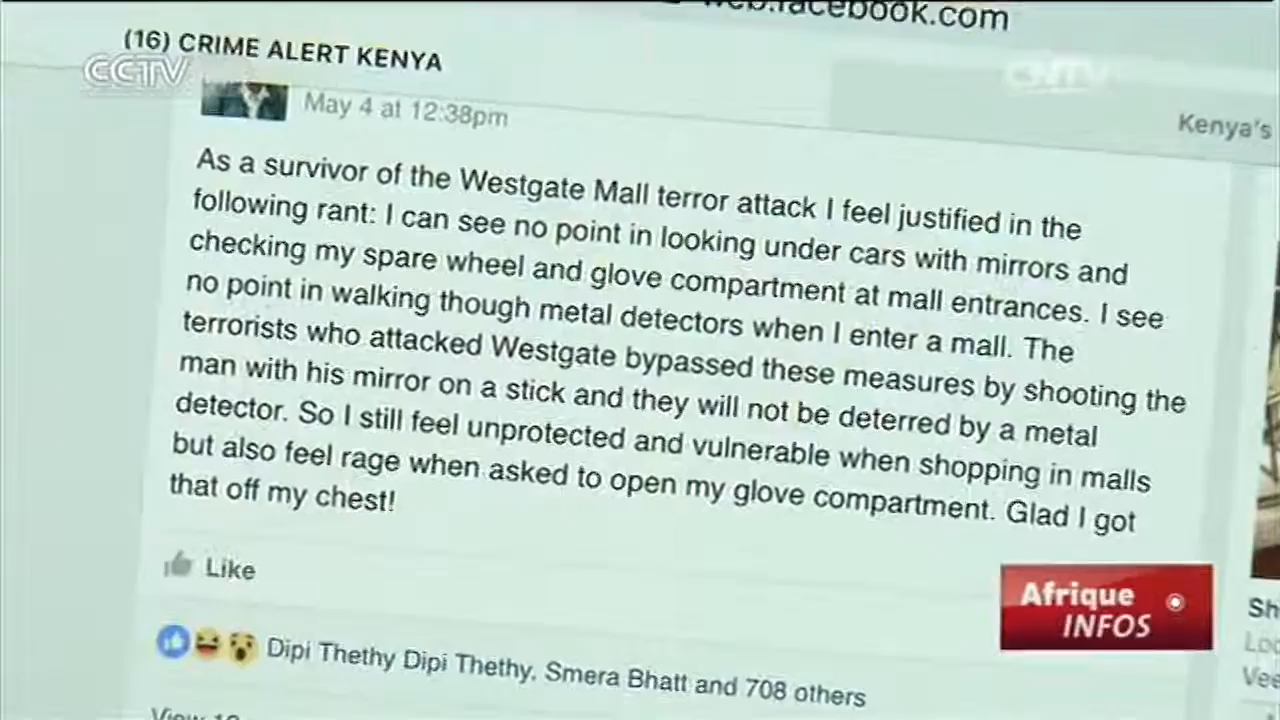 web.facebook.com
(16) CRIME ALERT KENYA
CCTV
CNTV
Kenya's
May 4 at 12:38pm
As a survivor of the Westgate Mall terror attack I feel justified in the
following rant: I can see no point in looking under cars with mirrors and
checking my spare wheel and glove compartment at mall entrances. I see
no point in walking though metal detectors when I enter a mall. The
terrorists who attacked Westgate bypassed these measures by shooting the
man with his mirror on a stick and they will not be deterred by a metal
detector. So I still feel unprotected and vulnerable when shopping in malls
but also feel rage when asked to open my glove compartment. Glad I got
that off my chest!
Like
Afrique
INFOS
Dipi Thethy Dipi Thethy, Smera Bhatt and 708 others